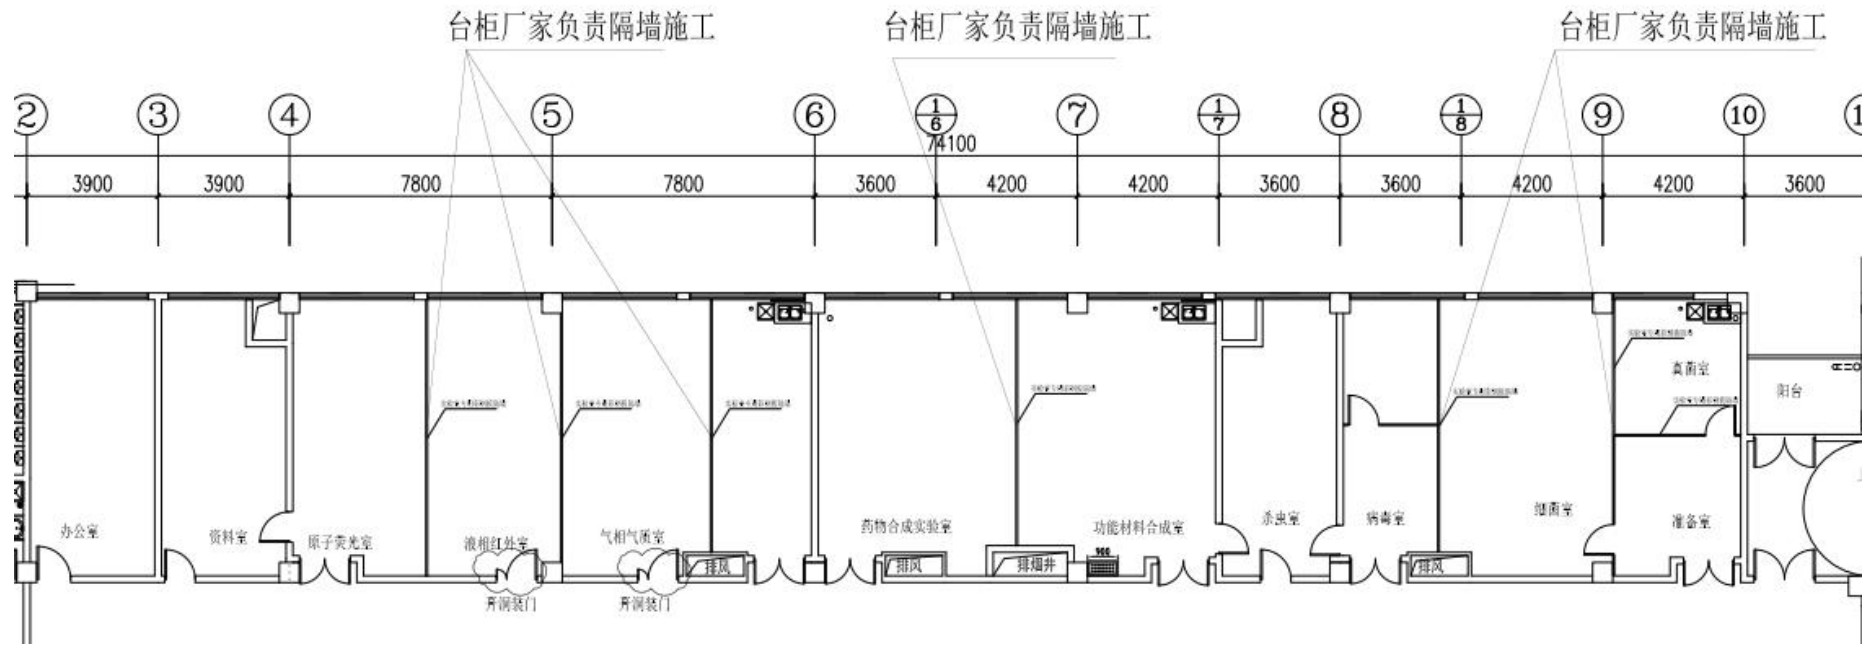 台柜厂家负责隔墙施工 台柜厂家负责隔墙施工 台柜厂家负责隔墙施工
2 3 4 5 6 1/6 7 1/7 8 1/8 9 10 1
74100
3900 3900 7800 7800 3600 4200 4200 3600 3600 4200 4200 3600
真菌室
阳台
办公室 资料室 原子荧光室 液相红外室 气相气质室 药物合成实验室 功能材料合成室 杀虫室 病毒室 细菌室 准备室
900
排风 排风 排烟井 排风
开洞装门 开洞装门